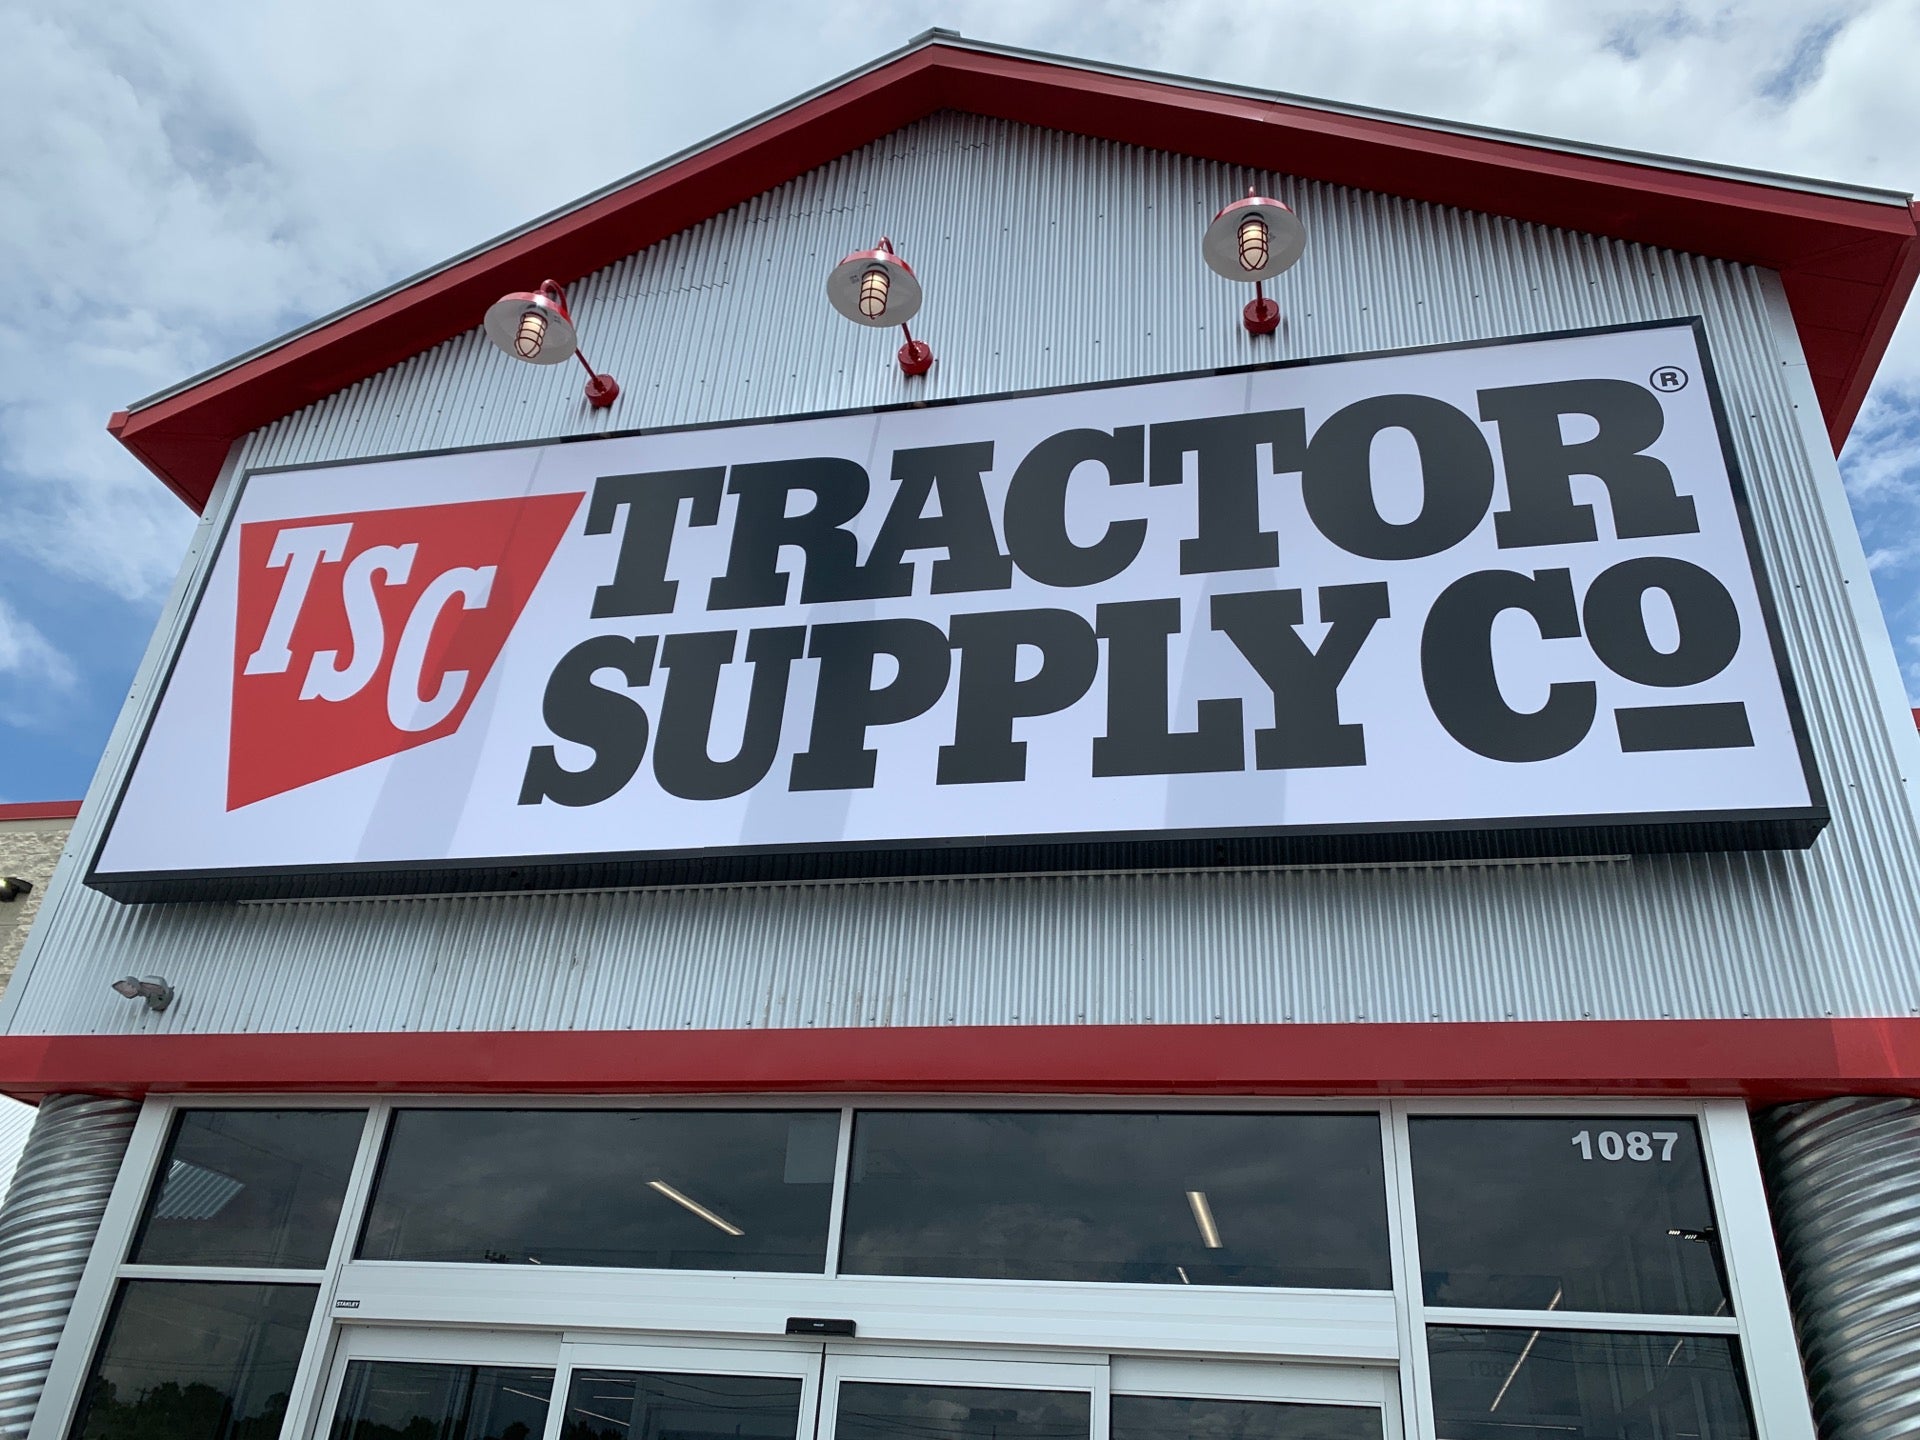 TSC
TRACTOR
SUPPLY Co
®
1087
STANLEY